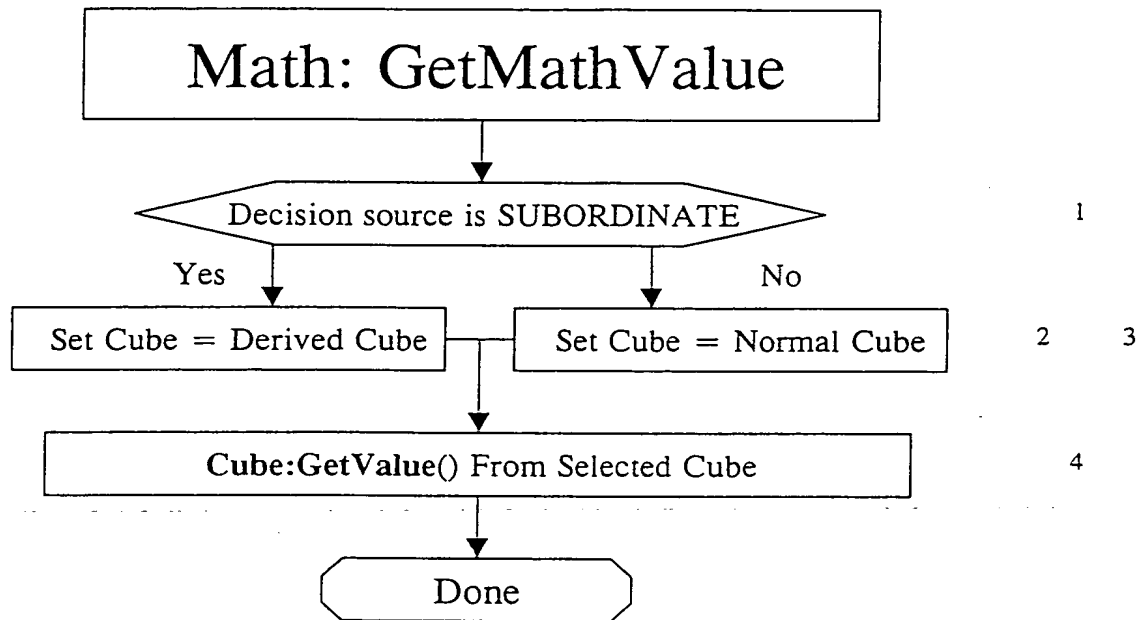 Math: GetMathValue
Decision source is SUBORDINATE 1
Yes No
Set Cube = Derived Cube Set Cube = Normal Cube 2 3
Cube:GetValue() From Selected Cube 4
Done